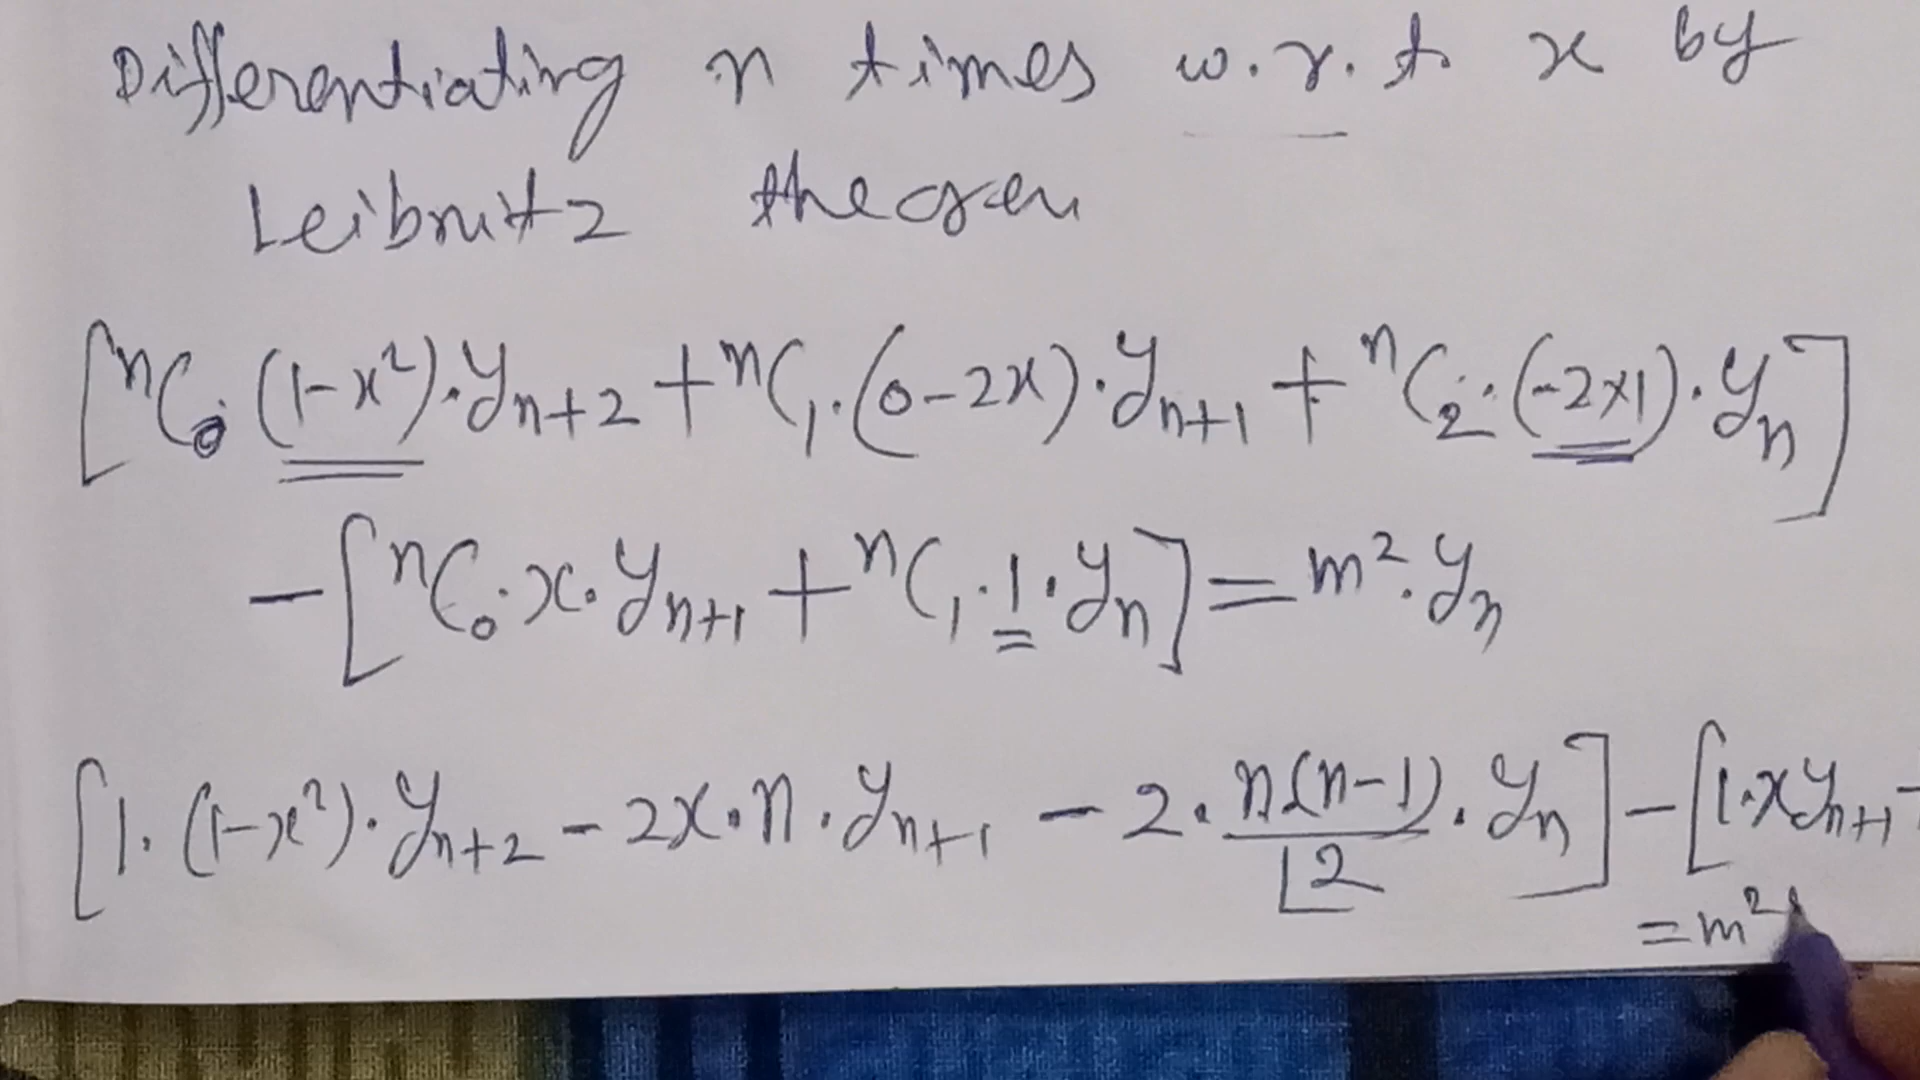 Differentiating n times w.r.t x by
Leibnitz theorem
[ⁿC₀ (1-x²)·yₙ₊₂ + ⁿC₁·(0-2x)·yₙ₊₁ + ⁿC₂·(-2×1)·yₙ]
-[ⁿC₀·x·yₙ₊₁ + ⁿC₁·1·yₙ] = m²·yₙ
[1·(1-x²)·yₙ₊₂ - 2x·n·yₙ₊₁ - 2·n(n-1)/⌊2·yₙ] - [1·xyₙ₊₁
= m²